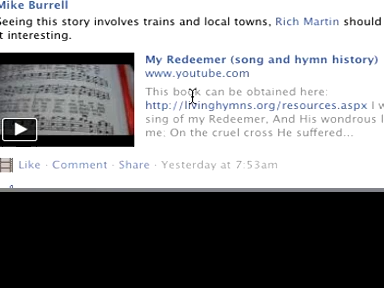 Mike Burrell
Seeing this story involves trains and local towns, Rich Martin should
it interesting.
My Redeemer (song and hymn history)
www.youtube.com
This book can be obtained here:
http://livinghymns.org/resources.aspx I w
sing of my Redeemer, And His wondrous l
me: On the cruel cross He suffered...
Like · Comment · Share · Yesterday at 7:53am